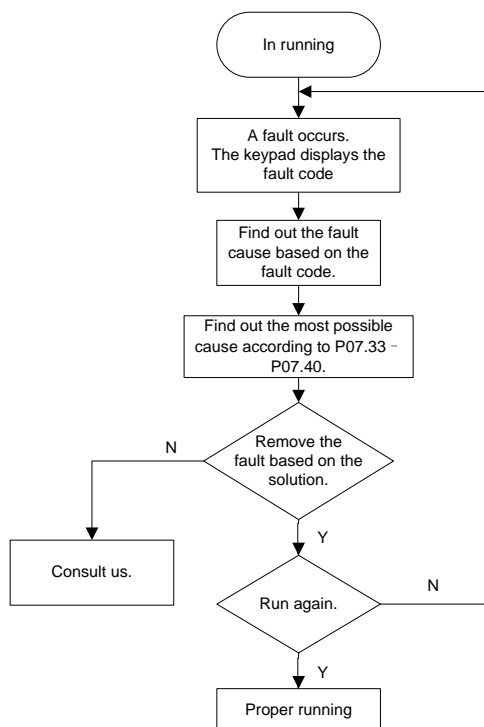 In running
A fault occurs.
The keypad displays the
fault code
Find out the fault
cause based on the
fault code.
Find out the most possible
cause according to P07.33 -
P07.40.
N
Remove the
fault based on the
solution.
Y
Consult us.
Run again.
N
Y
Proper running